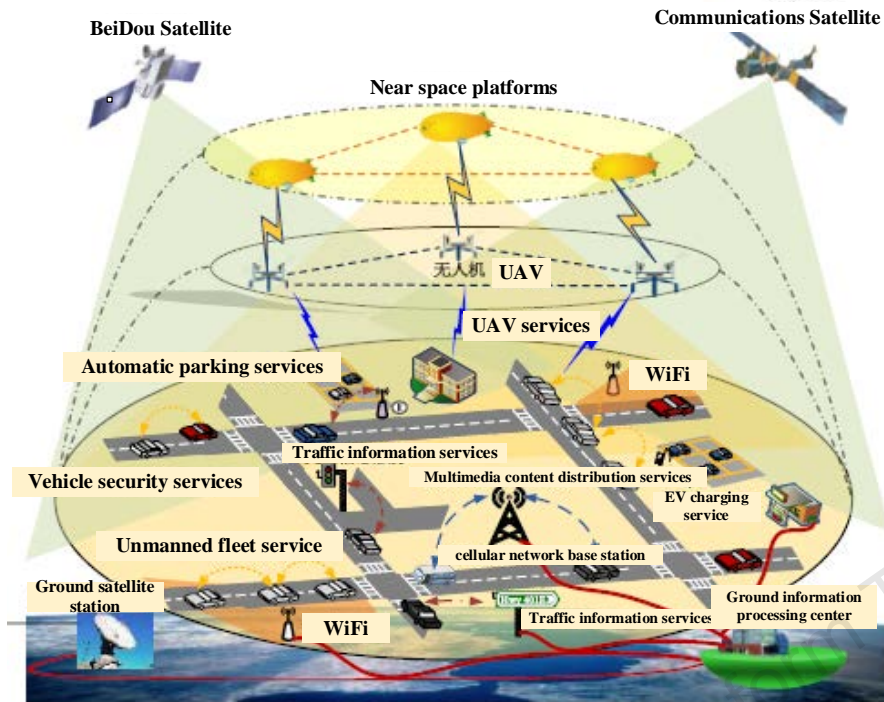 Communications Satellite
BeiDou Satellite
Near space platforms
无人机
UAV
UAV services
Automatic parking services
WiFi
Traffic information services
Vehicle security services
Multimedia content distribution services
EV charging
service
Unmanned fleet service
cellular network base station
Ground satellite
station
WiFi
Traffic information services
Ground information
processing center